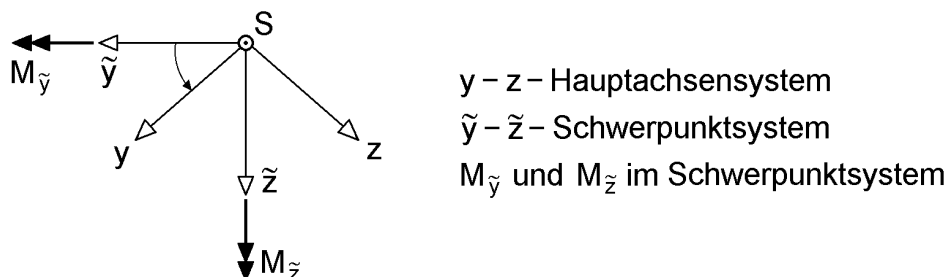 S
M_ỹ
ỹ
y
z
z̃
M_z̃
y – z – Hauptachsensystem
ỹ – z̃ – Schwerpunktsystem
M_ỹ und M_z̃ im Schwerpunktsystem